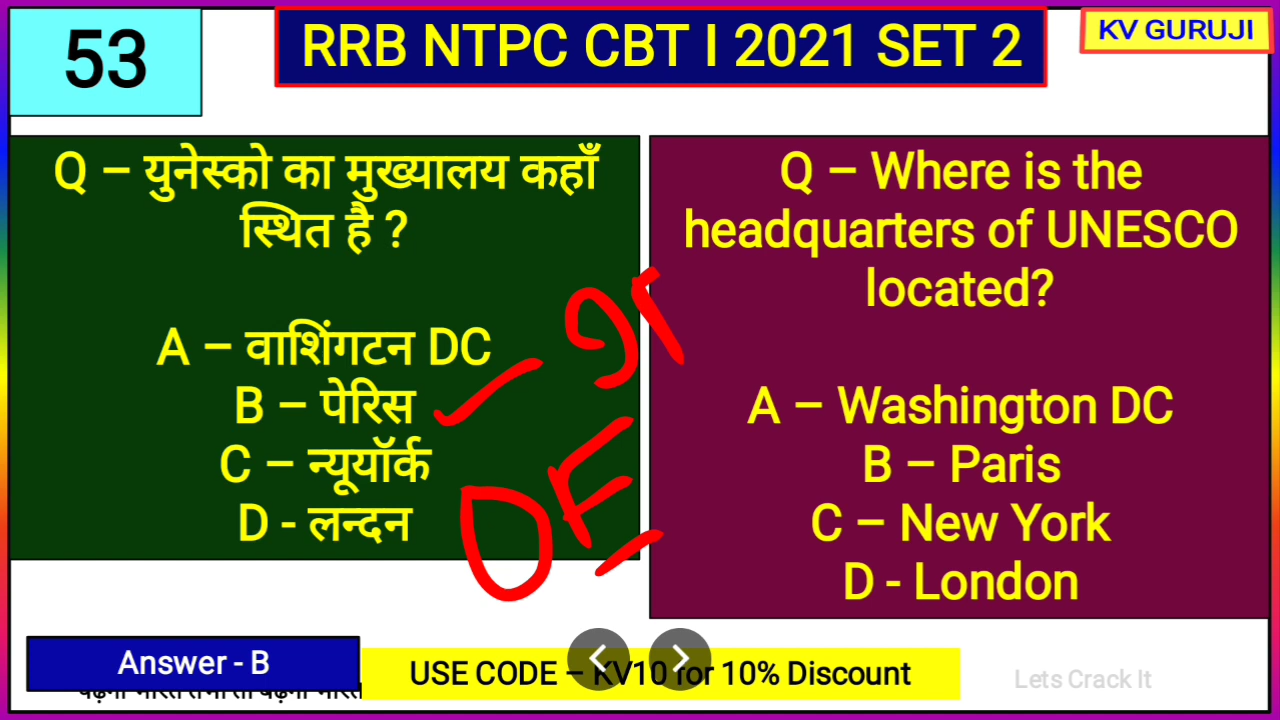 53
RRB NTPC CBT I 2021 SET 2
KV GURUJI
Q – युनेस्को का मुख्यालय कहाँ
स्थित है ?
A – वाशिंगटन DC
B – पेरिस
C – न्यूयॉर्क
D - लन्दन
Q – Where is the
headquarters of UNESCO
located?
A – Washington DC
B – Paris
C – New York
D - London
Answer - B
USE CODE – KV10 for 10% Discount
Lets Crack It